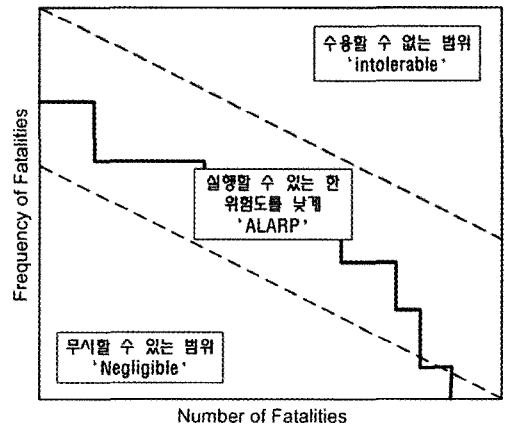 수용할 수 없는 범위
'intolerable'
실행할 수 있는 한
위험도를 낮게
'ALARP'
무시할 수 있는 범위
'Negligible'
Frequency of Fatalities
Number of Fatalities